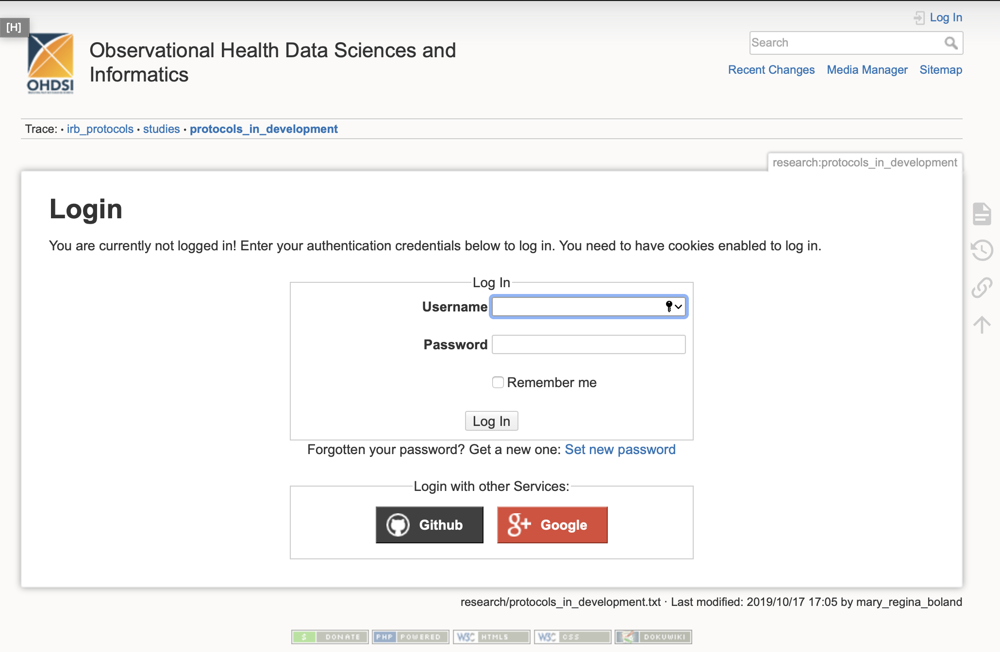 Log In
[H]
OHDSI
Observational Health Data Sciences and
Informatics
Search
Recent Changes Media Manager Sitemap
Trace: • irb_protocols • studies • protocols_in_development
research:protocols_in_development
Login
You are currently not logged in! Enter your authentication credentials below to log in. You need to have cookies enabled to log in.
Log In
Username
Password
Remember me
Log In
Forgotten your password? Get a new one: Set new password
Login with other Services:
Github
g+ Google
research/protocols_in_development.txt · Last modified: 2019/10/17 17:05 by mary_regina_boland
$ DONATE PHP POWERED W3C HTML5 W3C CSS DOKUWIKI